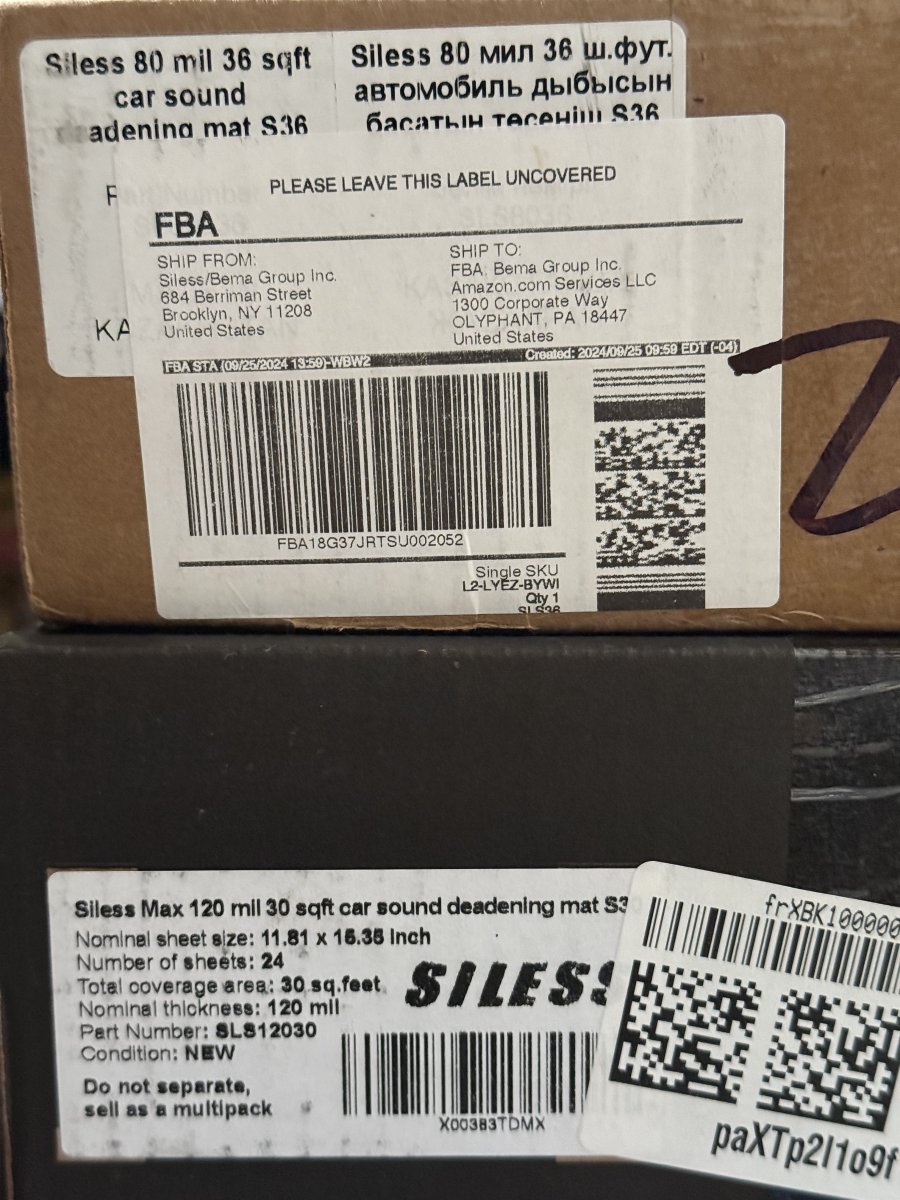 Siless 80 mil 36 sqft
car sound
deadening mat S36
Siless 80 мил 36 ш.фут.
автомобиль дыбысын
басатын төсеніш S36
PLEASE LEAVE THIS LABEL UNCOVERED
FBA
SHIP FROM:
Siless/Bema Group Inc.
684 Berriman Street
Brooklyn, NY 11208
United States
SHIP TO:
FBA: Bema Group Inc.
Amazon.com Services LLC
1300 Corporate Way
OLYPHANT, PA 18447
United States
KA
FBA STA (09/25/2024 13:59)-WBW2
Created: 2024/09/25 09:59 EDT (-04)
FBA18G37JRTSU002052
Single SKU
L2-LYEZ-BYWI
Qty 1
SLS36
Siless Max 120 mil 30 sqft car sound deadening mat S30
Nominal sheet size: 11.81 x 15.35 inch
Number of sheets: 24
Total coverage area: 30 sq.feet
Nominal thickness: 120 mil
Part Number: SLS12030
Condition: NEW
Do not separate,
sell as a multipack
SILESS
X00383TDMX
frXBK100000
paXTp2l1o9f